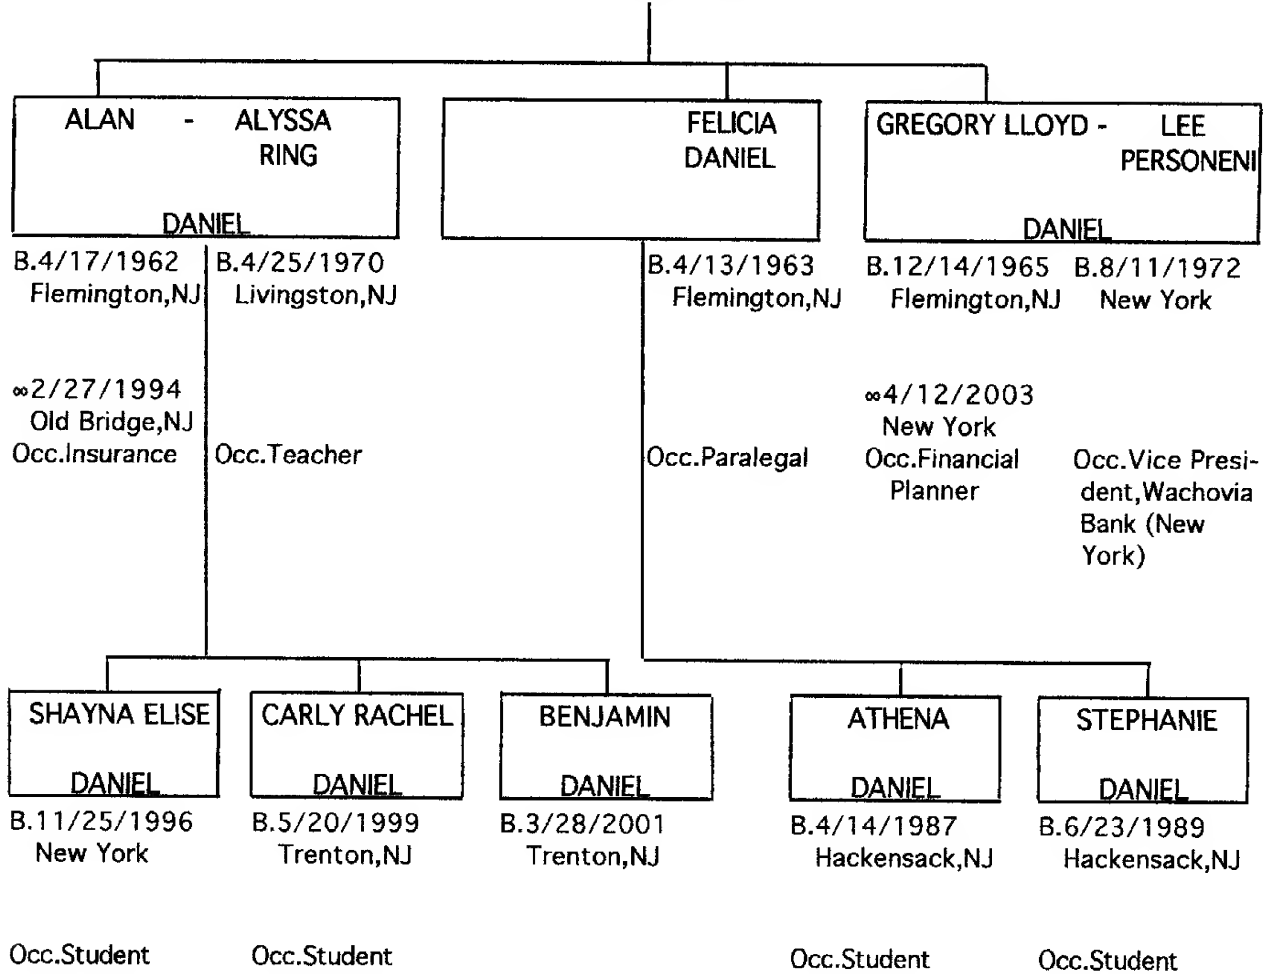 ALAN - ALYSSA RING
DANIEL
B.4/17/1962
Flemington,NJ
∞2/27/1994
Old Bridge,NJ
Occ.Insurance
B.4/25/1970
Livingston,NJ
Occ.Teacher
FELICIA
DANIEL
B.4/13/1963
Flemington,NJ
Occ.Paralegal
GREGORY LLOYD - LEE
PERSONENI
DANIEL
B.12/14/1965
Flemington,NJ
∞4/12/2003
New York
Occ.Financial
Planner
B.8/11/1972
New York
Occ.Vice Presi-
dent,Wachovia
Bank (New
York)
SHAYNA ELISE
DANIEL
B.11/25/1996
New York
Occ.Student
CARLY RACHEL
DANIEL
B.5/20/1999
Trenton,NJ
Occ.Student
BENJAMIN
DANIEL
B.3/28/2001
Trenton,NJ
ATHENA
DANIEL
B.4/14/1987
Hackensack,NJ
Occ.Student
STEPHANIE
DANIEL
B.6/23/1989
Hackensack,NJ
Occ.Student